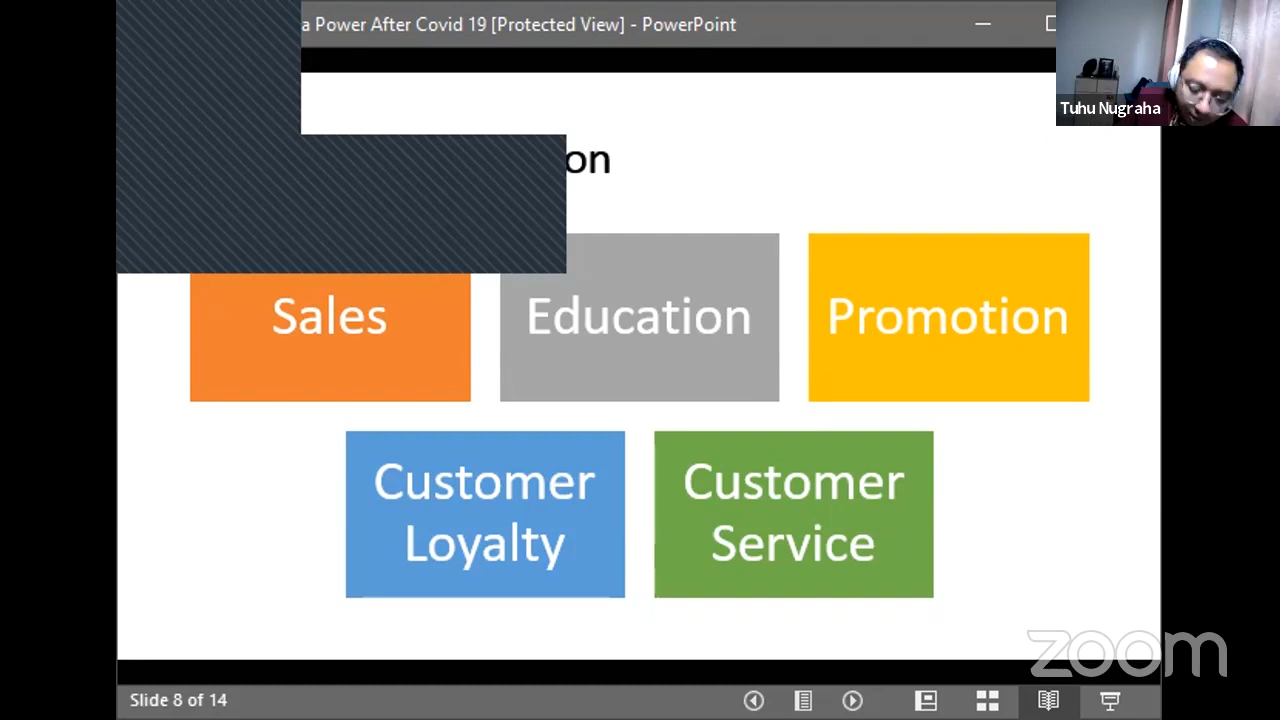 a Power After Covid 19 [Protected View] - PowerPoint
Tuhu Nugraha
on
Sales
Education
Promotion
Customer
Loyalty
Customer
Service
zoom
Slide 8 of 14